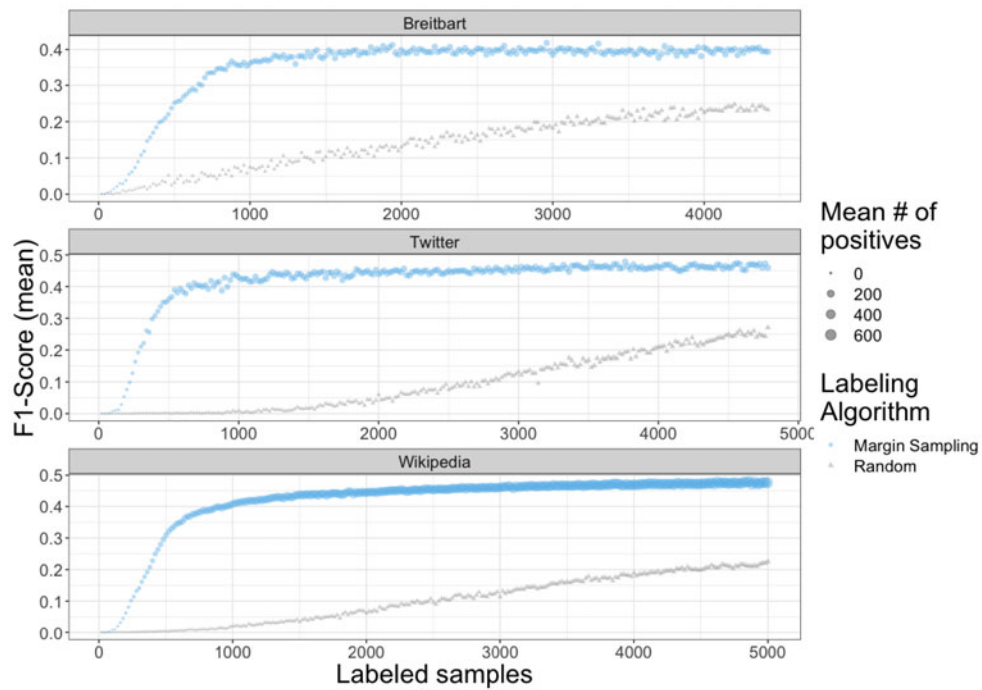 Breitbart
0.4
0.3
0.2
0.1
0.0
0 1000 2000 3000 4000
Twitter
0.5
0.4
0.3
0.2
0.1
0.0
0 1000 2000 3000 4000 5000
Wikipedia
0.5
0.4
0.3
0.2
0.1
0.0
0 1000 2000 3000 4000 5000
F1-Score (mean)
Labeled samples
Mean # of
positives
0
200
400
600
Labeling
Algorithm
Margin Sampling
Random